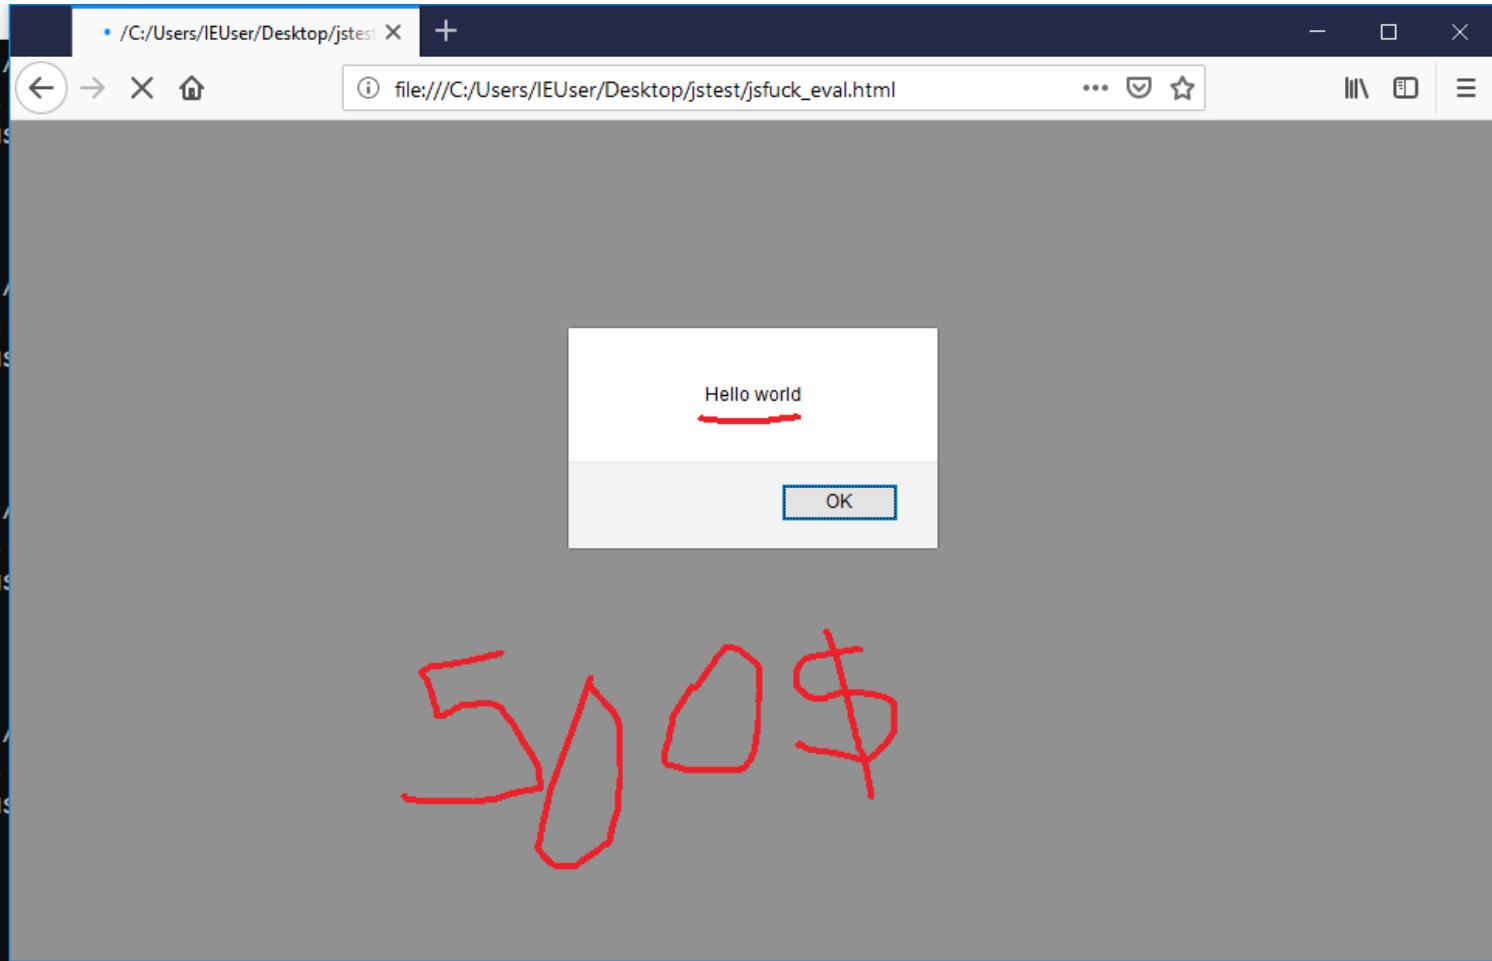 /C:/Users/IEUser/Desktop/jstest
file:///C:/Users/IEUser/Desktop/jstest/jsfuck_eval.html
Hello world
OK
500$